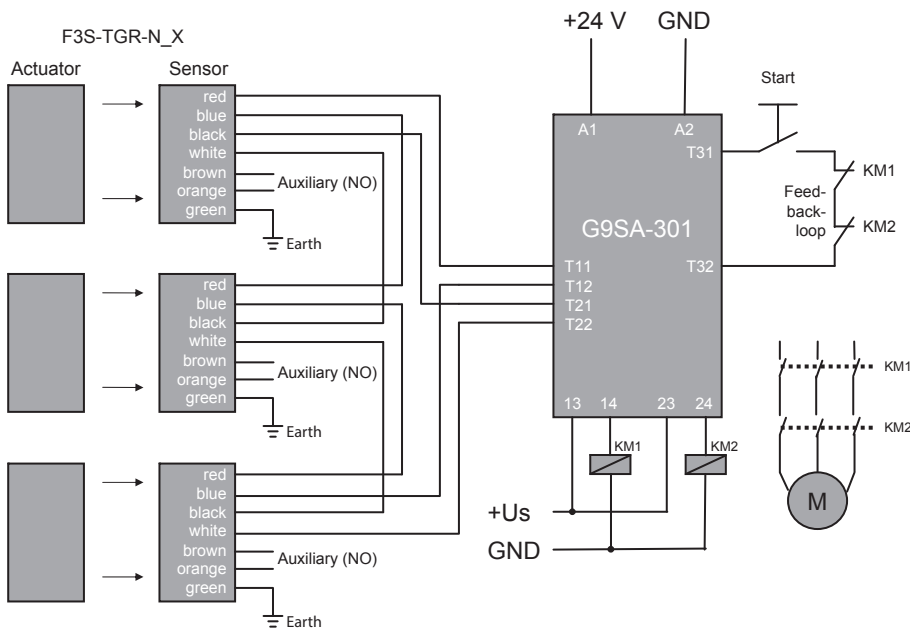 F3S-TGR-N_X
Actuator
Sensor
red
blue
black
white
brown
orange
green
Auxiliary (NO)
Earth
red
blue
black
white
brown
orange
green
Auxiliary (NO)
Earth
red
blue
black
white
brown
orange
green
Auxiliary (NO)
Earth
+24 V
GND
A1
A2
T31
G9SA-301
T11
T12
T21
T22
T32
13
14
23
24
Start
KM1
Feed-
back-
loop
KM2
KM1
KM2
+Us
GND
KM1
KM2
M